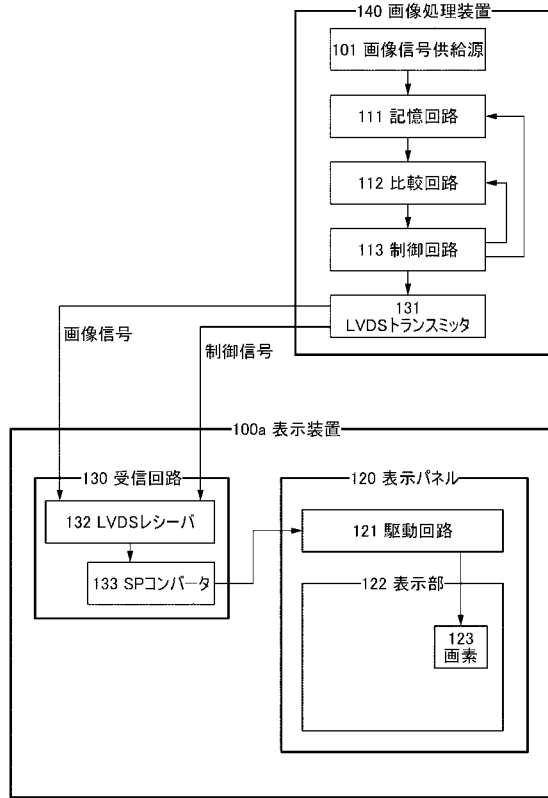 140 画像処理装置
101 画像信号供給源
111 記憶回路
112 比較回路
113 制御回路
131
LVDSトランスミッタ
画像信号
制御信号
100a 表示装置
130 受信回路
132 LVDSレシーバ
133 SPコンバータ
120 表示パネル
121 駆動回路
122 表示部
123
画素